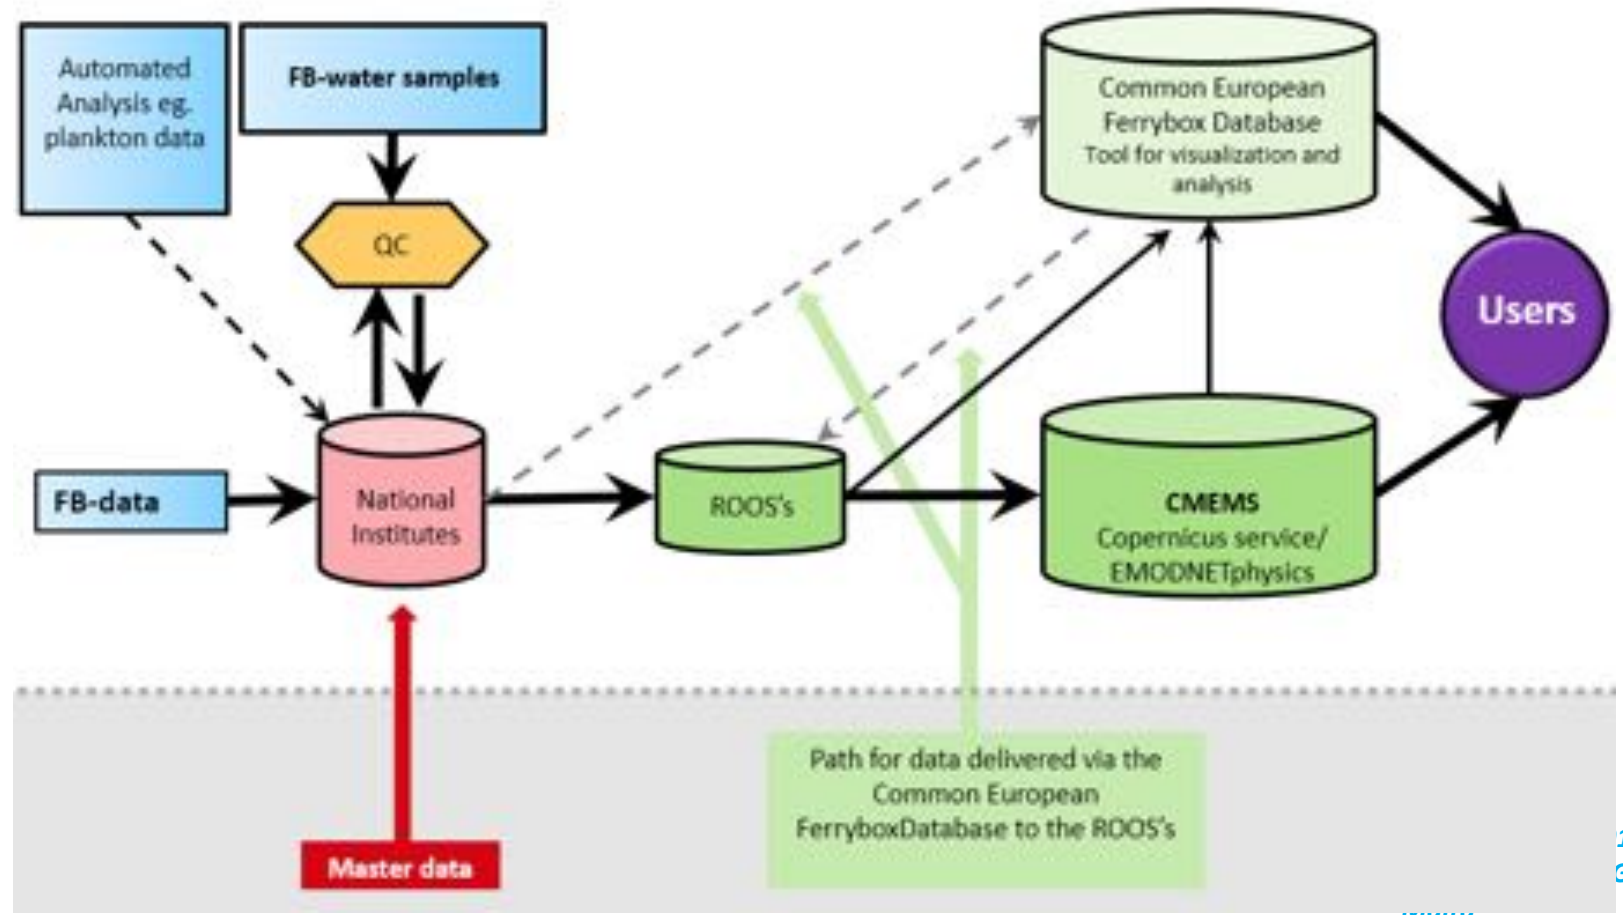 Automated
Analysis eg.
plankton data
FB-water samples
QC
Common European
Ferrybox Database
Tool for visualization and
analysis
Users
FB-data
National
Institutes
ROOS's
CMEMS
Copernicus service/
EMODNETphysics
Path for data delivered via the
Common European
FerryboxDatabase to the ROOS's
Master data